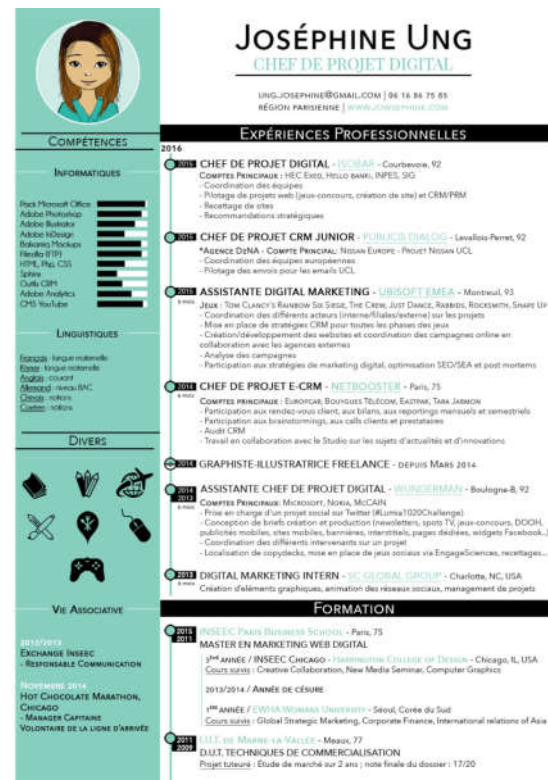 JOSÉPHINE UNG
CHEF DE PROJET DIGITAL
UNG.JOSEPHINE@GMAIL.COM | 06 16 86 75 85
RÉGION PARISIENNE |
COMPÉTENCES
INFORMATIQUES
Pack Microsoft Office
Adobe Photoshop
Adobe Illustrator
Adobe InDesign
Balsamiq Mockups
Filezilla (FTP)
HTML, Php, CSS
Sphinx
Outils CRM
Adobe Analytics
CMS YouTube
LINGUISTIQUES
Français : langue maternelle
Khmer : langue maternelle
Anglais : courant
Allemand : niveau BAC
Chinois : notions
Coréen : notions
DIVERS
VIE ASSOCIATIVE
2012/2013
EXCHANGE INSEEC
- RESPONSABLE COMMUNICATION
NOVEMBRE 2014
HOT CHOCOLATE MARATHON,
CHICAGO
- MANAGER CAPITAINE
VOLONTAIRE DE LA LIGNE D'ARRIVÉE
EXPÉRIENCES PROFESSIONNELLES
2016
2016 CHEF DE PROJET DIGITAL - ISOBAR - Courbevoie, 92
COMPTES PRINCIPAUX : HEC EXED, HELLO BANK!, INPES, SIG
- Coordination des équipes
- Pilotage de projets web (jeux-concours, création de site) et CRM/PRM
- Recettage de sites
- Recommandations stratégiques
2016 CHEF DE PROJET CRM JUNIOR - PUBLICIS DIALOG - Levallois-Perret, 92
*AGENCE DZNA - COMPTE PRINCIPAL: NISSAN EUROPE - PROJET NISSAN UCL
- Coordination des équipes européennes
- Pilotage des envois pour les emails UCL
2015 ASSISTANTE DIGITAL MARKETING - UBISOFT EMEA - Montreuil, 93
6 mois
JEUX : TOM CLANCY'S RAINBOW SIX SIEGE, THE CREW, JUST DANCE, RABBIDS, ROCKSMITH, SHAPE UP
- Coordination des différents acteurs (interne/filiales/externe) sur les projets
- Mise en place de stratégies CRM pour toutes les phases des jeux
- Création/développement des websites et coordination des campagnes online en
collaboration avec les agences externes
- Analyse des campagnes
- Participation aux stratégies de marketing digital, optimisation SEO/SEA et post mortems
2014 CHEF DE PROJET E-CRM - NETBOOSTER - Paris, 75
6 mois
COMPTES PRINCIPAUX : EUROPCAR, BOUYGUES TÉLÉCOM, EASTPAK, TARA JARMON
- Participation aux rendez-vous client, aux bilans, aux reportings mensuels et semestriels
- Participation aux brainstormings, aux calls clients et prestataires
- Audit CRM
- Travail en collaboration avec le Studio sur les sujets d'actualités et d'innovations
2014 GRAPHISTE-ILLUSTRATRICE FREELANCE - DEPUIS MARS 2014
2014
2013
6 mois
ASSISTANTE CHEF DE PROJET DIGITAL - WUNDERMAN - Boulogne-B, 92
COMPTES PRINCIPAUX: MICROSOFT, NOKIA, MCCAIN
- Prise en charge d'un projet social sur Twitter (#Lumia1020Challenge)
- Conception de briefs création et production (newsletters, spots TV, jeux-concours, DOOH,
publicités mobiles, sites mobiles, bannières, interstitiels, pages dédiées, widgets Facebook..)
- Coordination des différents intervenants sur un projet
- Localisation de copydecks, mise en place de jeux sociaux via EngageSciences, recettages...
2013 DIGITAL MARKETING INTERN - SC GLOBAL GROUP - Charlotte, NC, USA
6 mois
Création d'éléments graphiques, animation des réseaux sociaux, management de projets
FORMATION
2015
2011
INSEEC PARIS BUSINESS SCHOOL - Paris, 75
MASTER EN MARKETING WEB DIGITAL
3ème ANNÉE / INSEEC CHICAGO - HARRINGTON COLLEGE OF DESIGN - Chicago, IL, USA
Cours suivis : Creative Collaboration, New Media Seminar, Computer Graphics
2013/2014 / ANNÉE DE CÉSURE
1ère ANNÉE / EWHA WOMANS UNIVERSITY - Séoul, Corée du Sud
Cours suivis : Global Strategic Marketing, Corporate Finance, International relations of Asia
2011
2009
I.U.T. DE MARNE-LA-VALLÉE - Meaux, 77
D.U.T. TECHNIQUES DE COMMERCIALISATION
Projet tuteuré : Étude de marché sur 2 ans ; note finale du dossier : 17/20